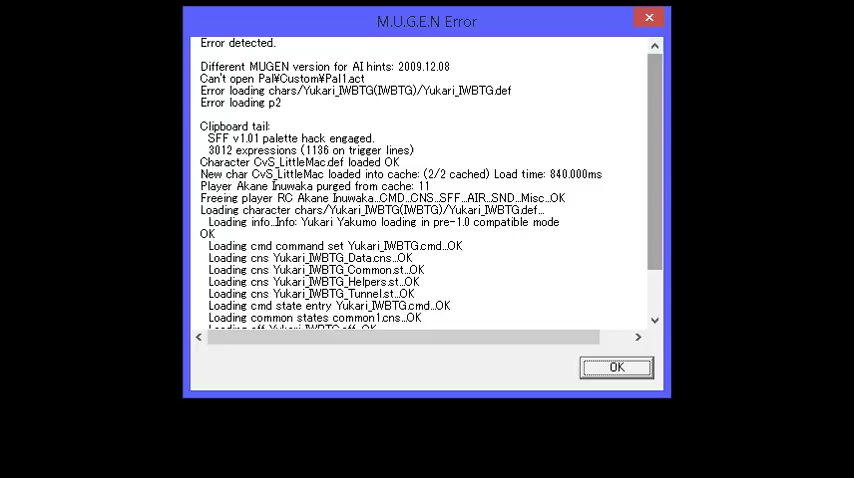 M.U.G.E.N Error
Error detected.
Different MUGEN version for AI hints: 2009.12.08
Can't open Pal¥Custom¥Pal1.act
Error loading chars/Yukari_IWBTG(IWBTG)/Yukari_IWBTG.def
Error loading p2
Clipboard tail:
SFF v1.01 palette hack engaged.
3012 expressions (1136 on trigger lines)
Character CvS_LittleMac.def loaded OK
New char CvS_LittleMac loaded into cache: (2/2 cached) Load time: 840.000ms
Player Akane Inuwaka purged from cache: 11
Freeing player RC Akane Inuwaka...CMD...CNS...SFF...AIR...SND...Misc...OK
Loading character chars/Yukari_IWBTG(IWBTG)/Yukari_IWBTG.def...
Loading info...Info: Yukari Yakumo loading in pre-1.0 compatible mode
OK
Loading cmd command set Yukari_IWBTG.cmd...OK
Loading cns Yukari_IWBTG_Data.cns...OK
Loading cns Yukari_IWBTG_Common.st...OK
Loading cns Yukari_IWBTG_Helpers.st...OK
Loading cns Yukari_IWBTG_Tunnel.st...OK
Loading cmd state entry Yukari_IWBTG.cmd...OK
Loading common states common1.cns...OK
Loading sff Yukari_IWBTG.sff...OK
OK